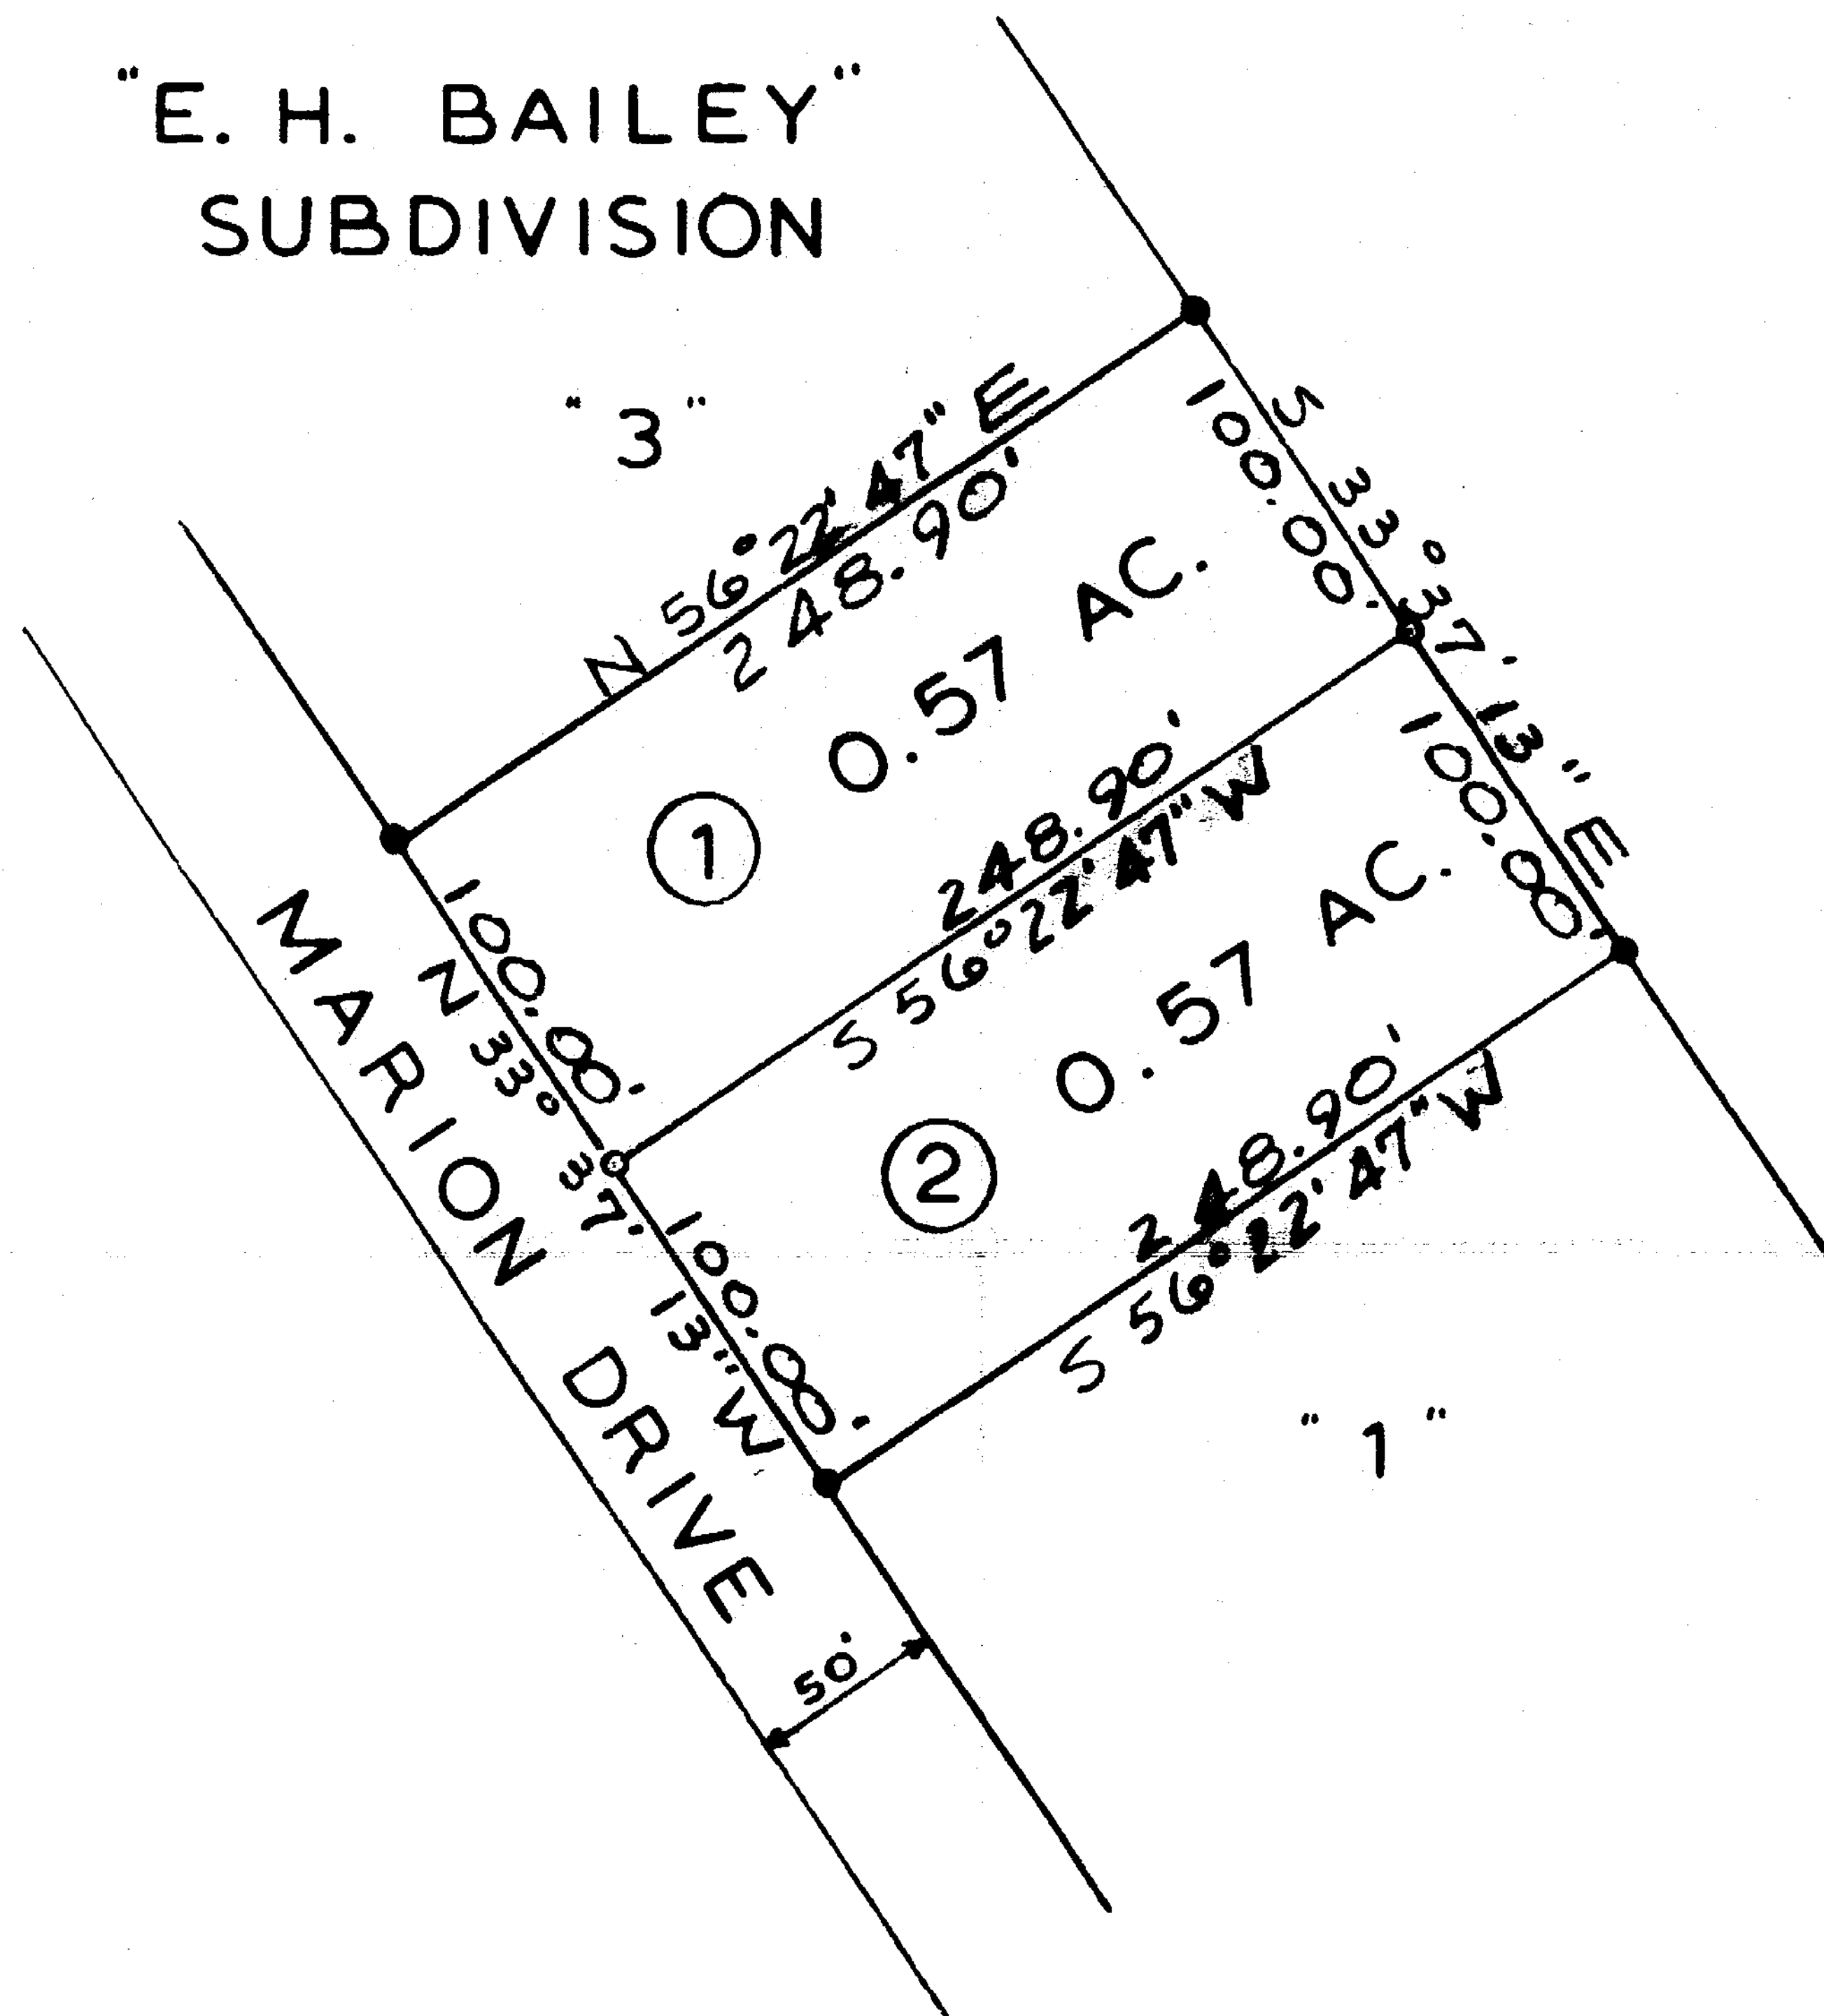 "E. H. BAILEY"
SUBDIVISION
"3"
N 56°22'47" E
248.90'
100.00'
S 33°37'13" E
0.57 AC.
1
248.90'
S 56°22'47" W
100.00'
100.00'
N 33°37'13" W
MARION DRIVE
0.57 AC.
2
248.90'
S 56°22'47" W
100.00'
"1"
50'